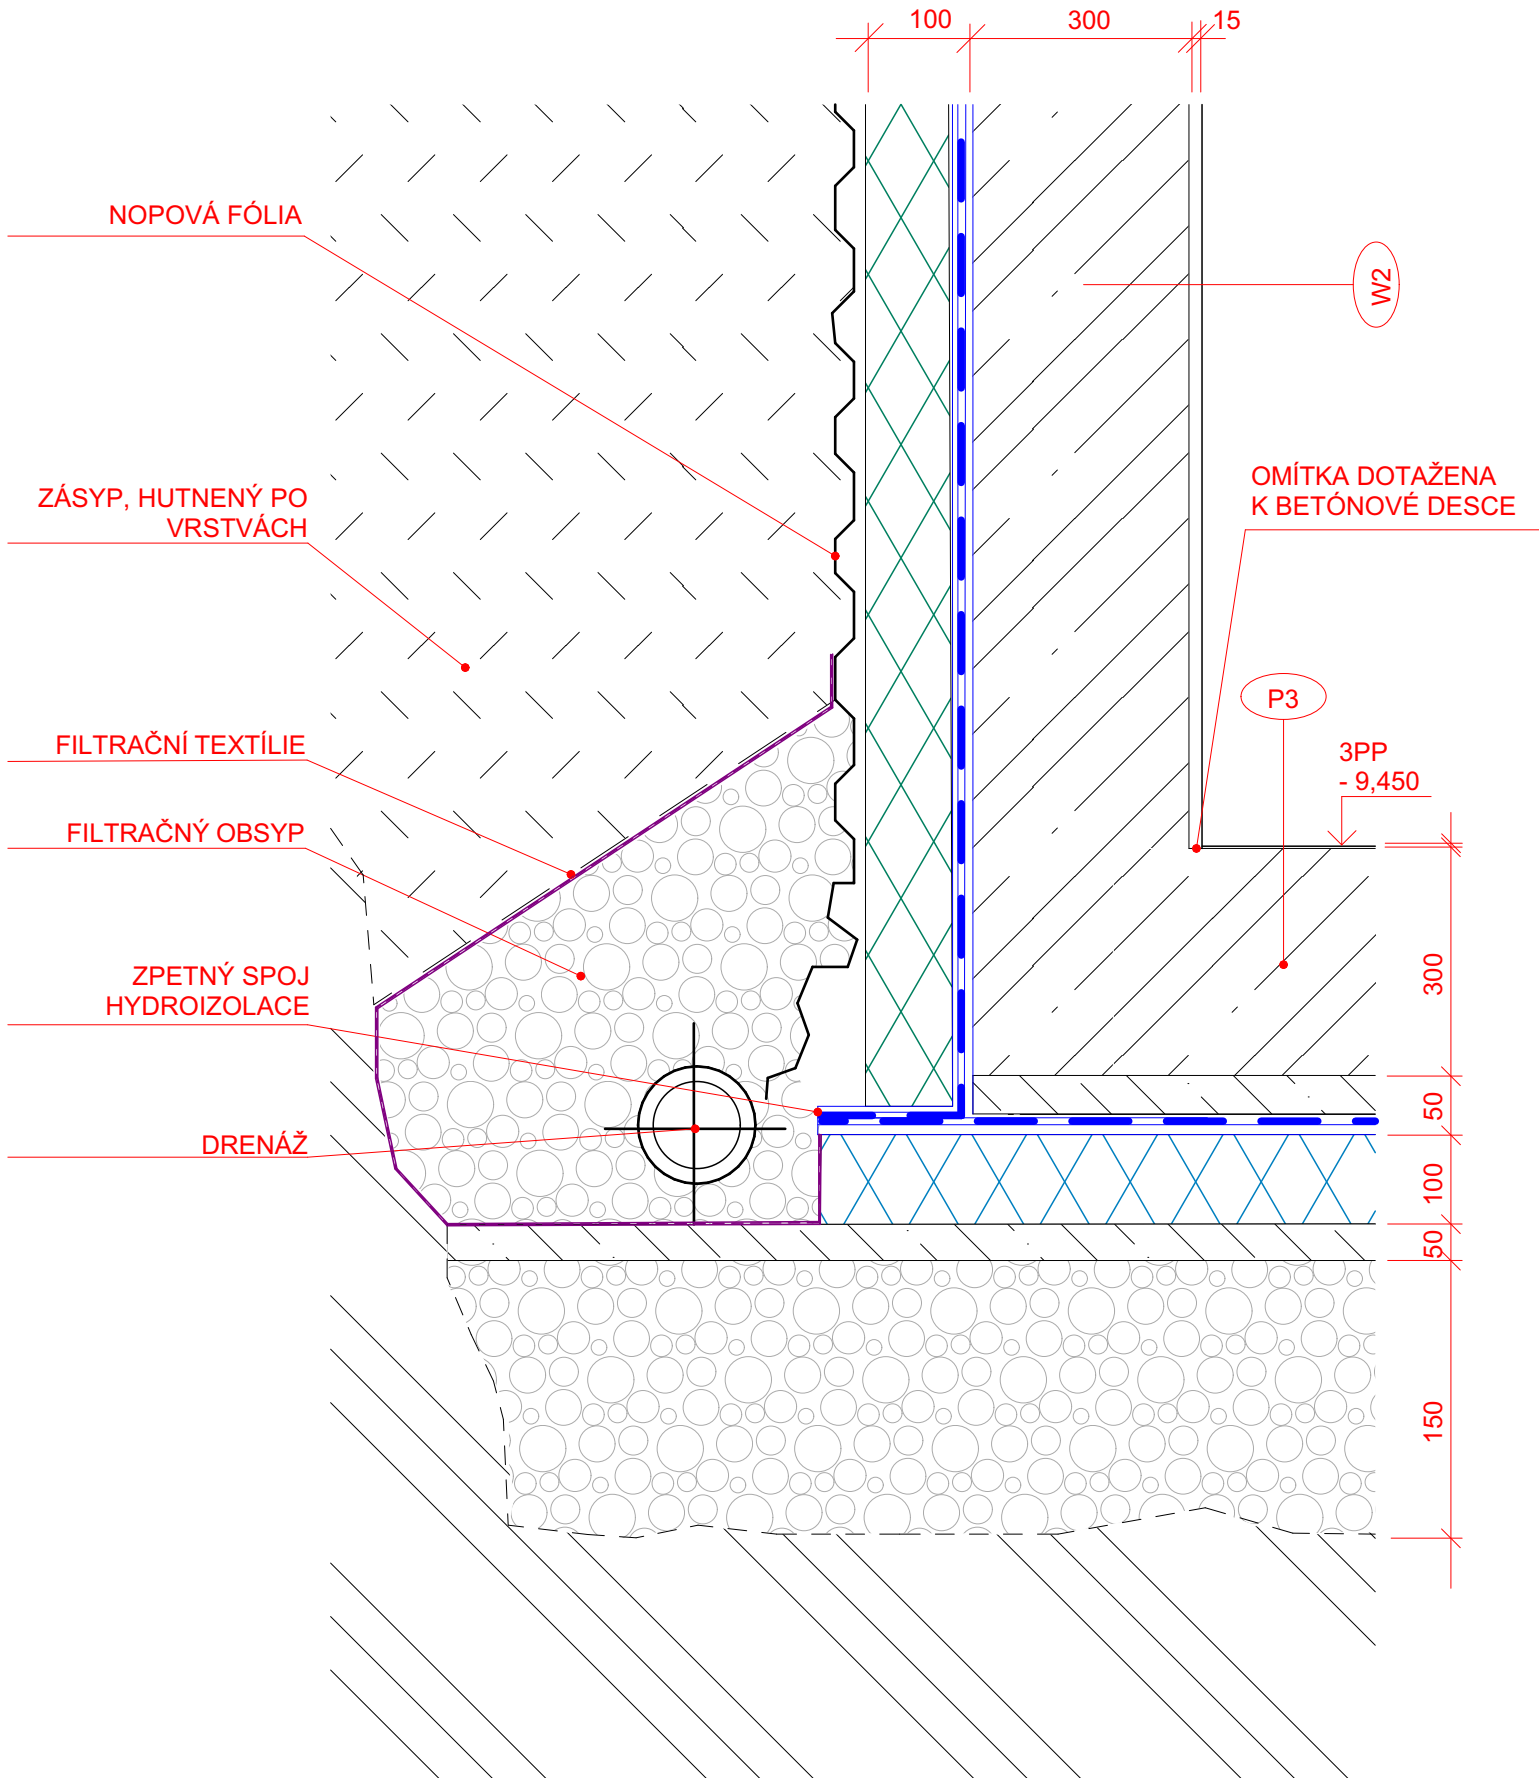 100
300
15
NOPOVÁ FÓLIA
W2
OMÍTKA DOTAŽENA
K BETÓNOVÉ DESCE
ZÁSYP, HUTNENÝ PO
VRSTVÁCH
P3
FILTRAČNÍ TEXTÍLIE
3PP
- 9,450
FILTRAČNÝ OBSYP
ZPETNÝ SPOJ
HYDROIZOLACE
300
50
DRENÁŽ
100
50
150